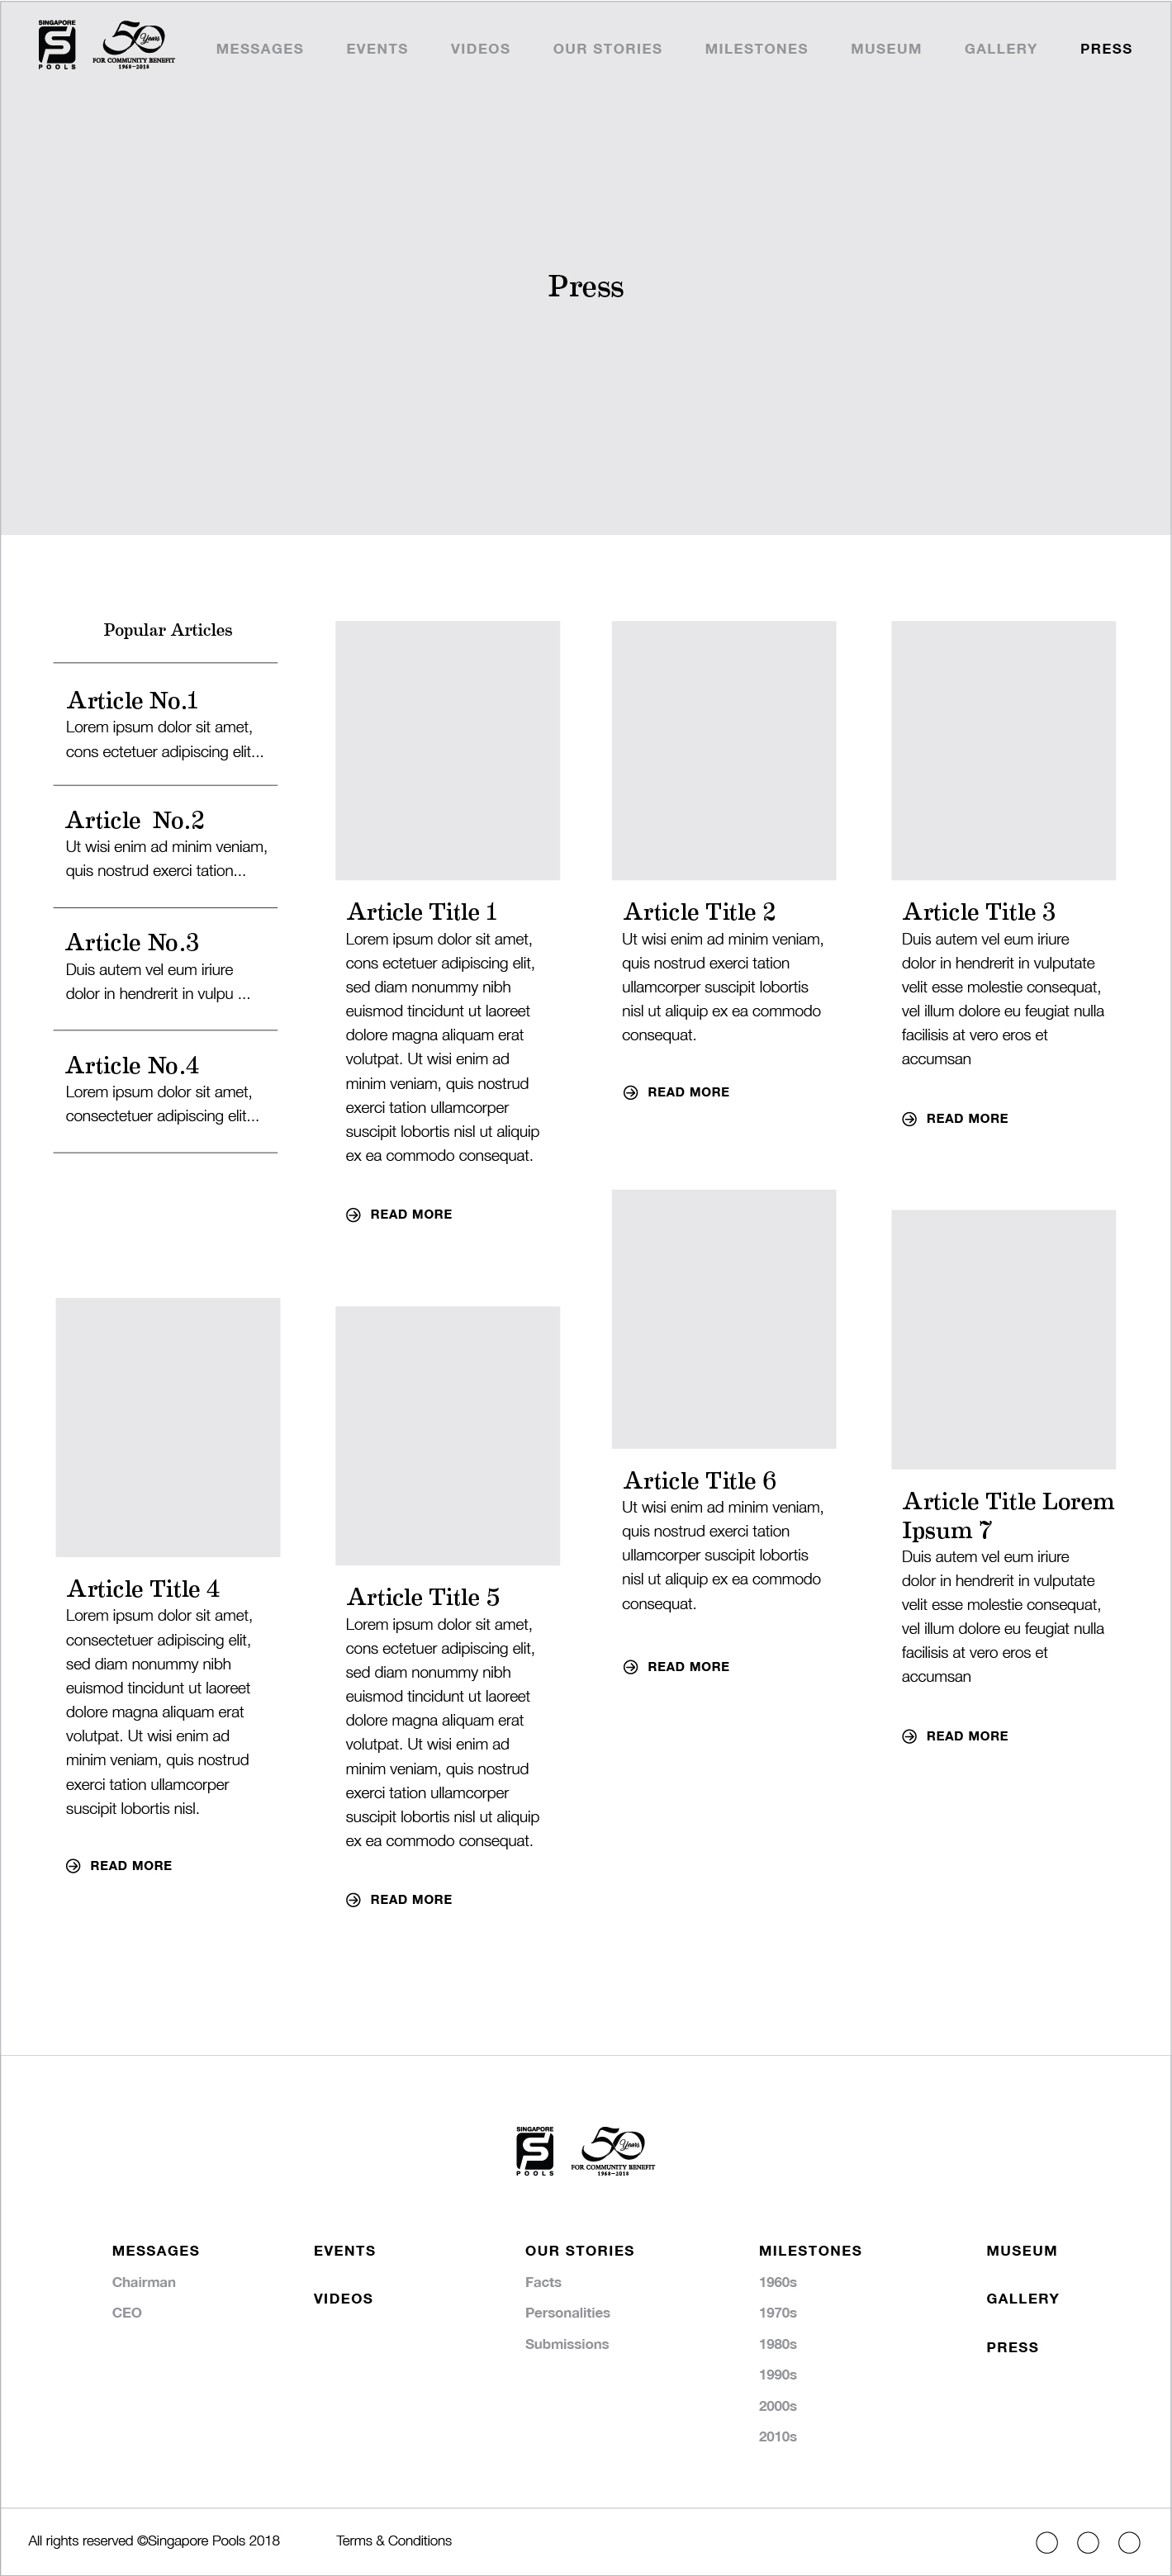 SINGAPORE
POOLS
50 Years
FOR COMMUNITY BENEFIT
1968–2018
MESSAGES
EVENTS
VIDEOS
OUR STORIES
MILESTONES
MUSEUM
GALLERY
PRESS
Press
Popular Articles
Article No.1
Lorem ipsum dolor sit amet,
cons ectetuer adipiscing elit...
Article  No.2
Ut wisi enim ad minim veniam,
quis nostrud exerci tation...
Article No.3
Duis autem vel eum iriure
dolor in hendrerit in vulpu ...
Article No.4
Lorem ipsum dolor sit amet,
consectetuer adipiscing elit...
Article Title 1
Lorem ipsum dolor sit amet,
cons ectetuer adipiscing elit,
sed diam nonummy nibh
euismod tincidunt ut laoreet
dolore magna aliquam erat
volutpat. Ut wisi enim ad
minim veniam, quis nostrud
exerci tation ullamcorper
suscipit lobortis nisl ut aliquip
ex ea commodo consequat.
READ MORE
Article Title 2
Ut wisi enim ad minim veniam,
quis nostrud exerci tation
ullamcorper suscipit lobortis
nisl ut aliquip ex ea commodo
consequat.
READ MORE
Article Title 3
Duis autem vel eum iriure
dolor in hendrerit in vulputate
velit esse molestie consequat,
vel illum dolore eu feugiat nulla
facilisis at vero eros et
accumsan
READ MORE
Article Title 4
Lorem ipsum dolor sit amet,
consectetuer adipiscing elit,
sed diam nonummy nibh
euismod tincidunt ut laoreet
dolore magna aliquam erat
volutpat. Ut wisi enim ad
minim veniam, quis nostrud
exerci tation ullamcorper
suscipit lobortis nisl.
READ MORE
Article Title 5
Lorem ipsum dolor sit amet,
cons ectetuer adipiscing elit,
sed diam nonummy nibh
euismod tincidunt ut laoreet
dolore magna aliquam erat
volutpat. Ut wisi enim ad
minim veniam, quis nostrud
exerci tation ullamcorper
suscipit lobortis nisl ut aliquip
ex ea commodo consequat.
READ MORE
Article Title 6
Ut wisi enim ad minim veniam,
quis nostrud exerci tation
ullamcorper suscipit lobortis
nisl ut aliquip ex ea commodo
consequat.
READ MORE
Article Title Lorem
Ipsum 7
Duis autem vel eum iriure
dolor in hendrerit in vulputate
velit esse molestie consequat,
vel illum dolore eu feugiat nulla
facilisis at vero eros et
accumsan
READ MORE
SINGAPORE
POOLS
50 Years
FOR COMMUNITY BENEFIT
1968–2018
MESSAGES
Chairman
CEO
EVENTS
VIDEOS
OUR STORIES
Facts
Personalities
Submissions
MILESTONES
1960s
1970s
1980s
1990s
2000s
2010s
MUSEUM
GALLERY
PRESS
All rights reserved ©Singapore Pools 2018
Terms & Conditions